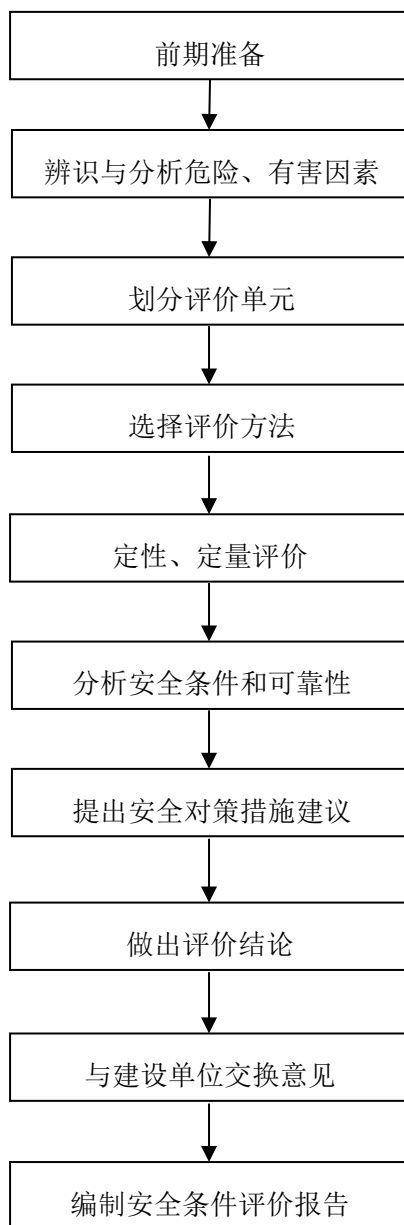 前期准备
辨识与分析危险、有害因素
划分评价单元
选择评价方法
定性、定量评价
分析安全条件和可靠性
提出安全对策措施建议
做出评价结论
与建设单位交换意见
编制安全条件评价报告